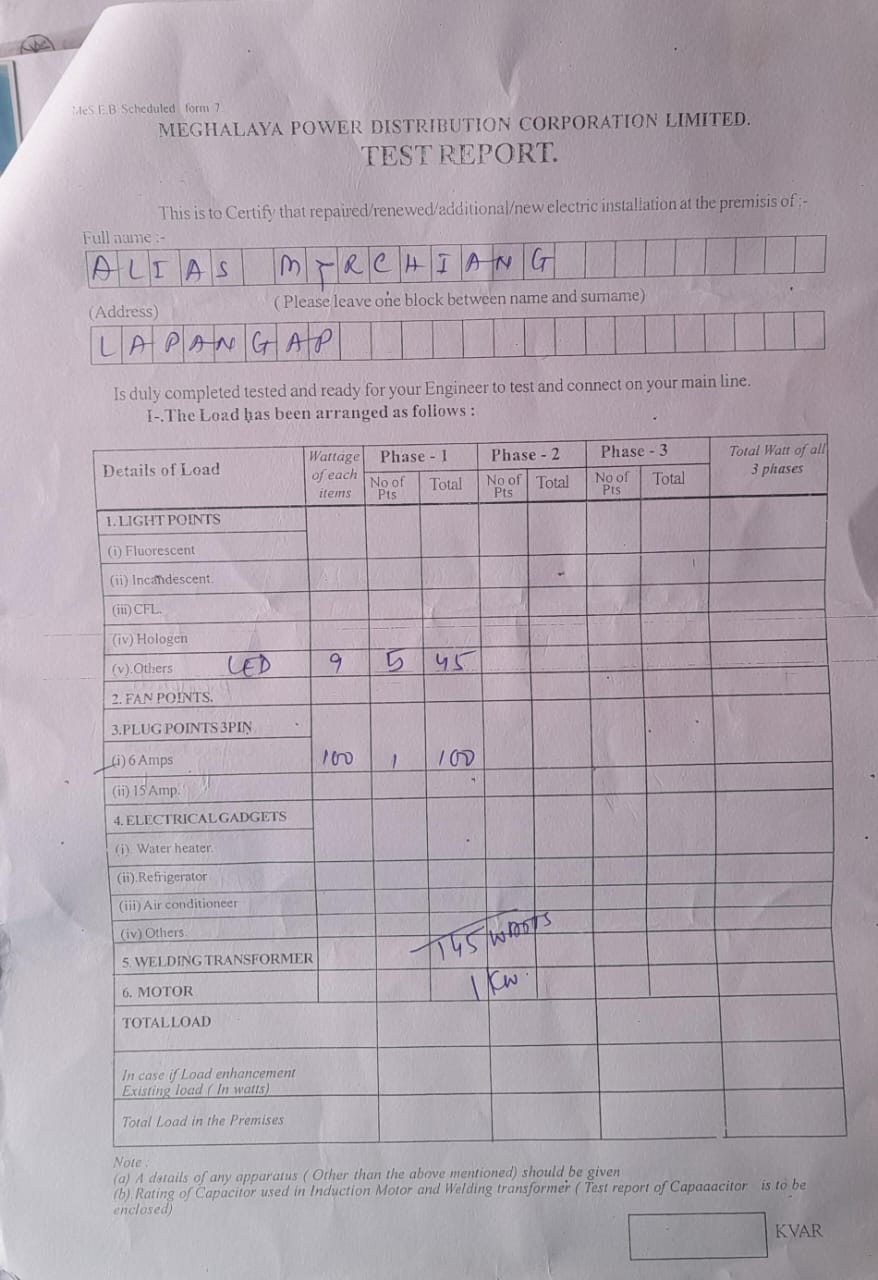 MeS E.B Scheduled form 7
MEGHALAYA POWER DISTRIBUTION CORPORATION LIMITED.
TEST REPORT.
This is to Certify that repaired/renewed/additional/new electric installation at the premisis of :-
Full name :-
ALIAS MYRCHIANG
( Please leave one block between name and surname)
(Address)
LAPANGAP
Is duly completed tested and ready for your Engineer to test and connect on your main line.
I-.The Load has been arranged as follows :
Details of Load Wattage of each items Phase - 1 Phase - 2 Phase - 3 Total Watt of all 3 phases
No of Pts Total No of Pts Total No of Pts Total
1. LIGHT POINTS
(i) Fluorescent
(ii) Incandescent.
(iii) CFL.
(iv) Hologen
(v).Others LED 9 5 45
2. FAN POINTS.
3.PLUG POINTS 3PIN
(i) 6 Amps 100 1 100
(ii) 15 Amp.
4. ELECTRICAL GADGETS
(i). Water heater.
(ii).Refrigerator
(iii) Air conditioneer
(iv) Others
145 watts
5. WELDING TRANSFORMER
6. MOTOR 1 KW.
TOTAL LOAD
In case if Load enhancement
Existing load ( In watts)
Total Load in the Premises
Note :
(a) A details of any apparatus ( Other than the above mentioned) should be given
(b). Rating of Capacitor used in Induction Motor and Welding transformer ( Test report of Capaaacitor is to be
enclosed)
KVAR